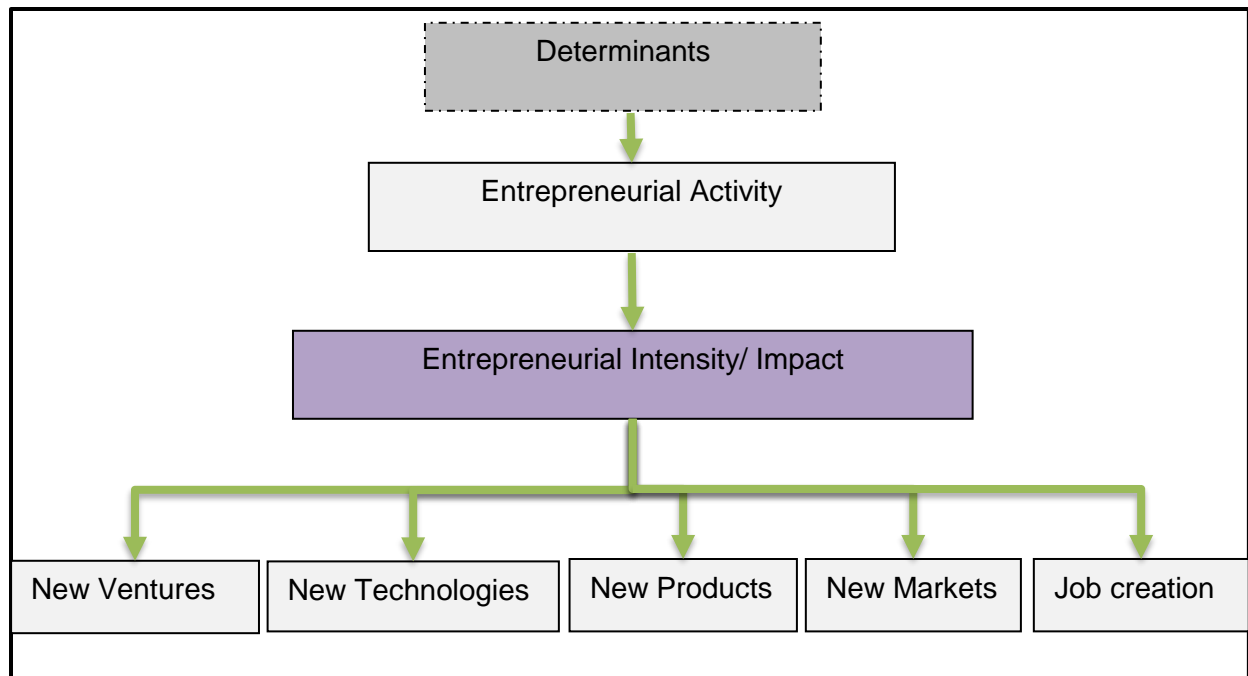 Determinants
Entrepreneurial Activity
Entrepreneurial Intensity/ Impact
New Ventures
New Technologies
New Products
New Markets
Job creation